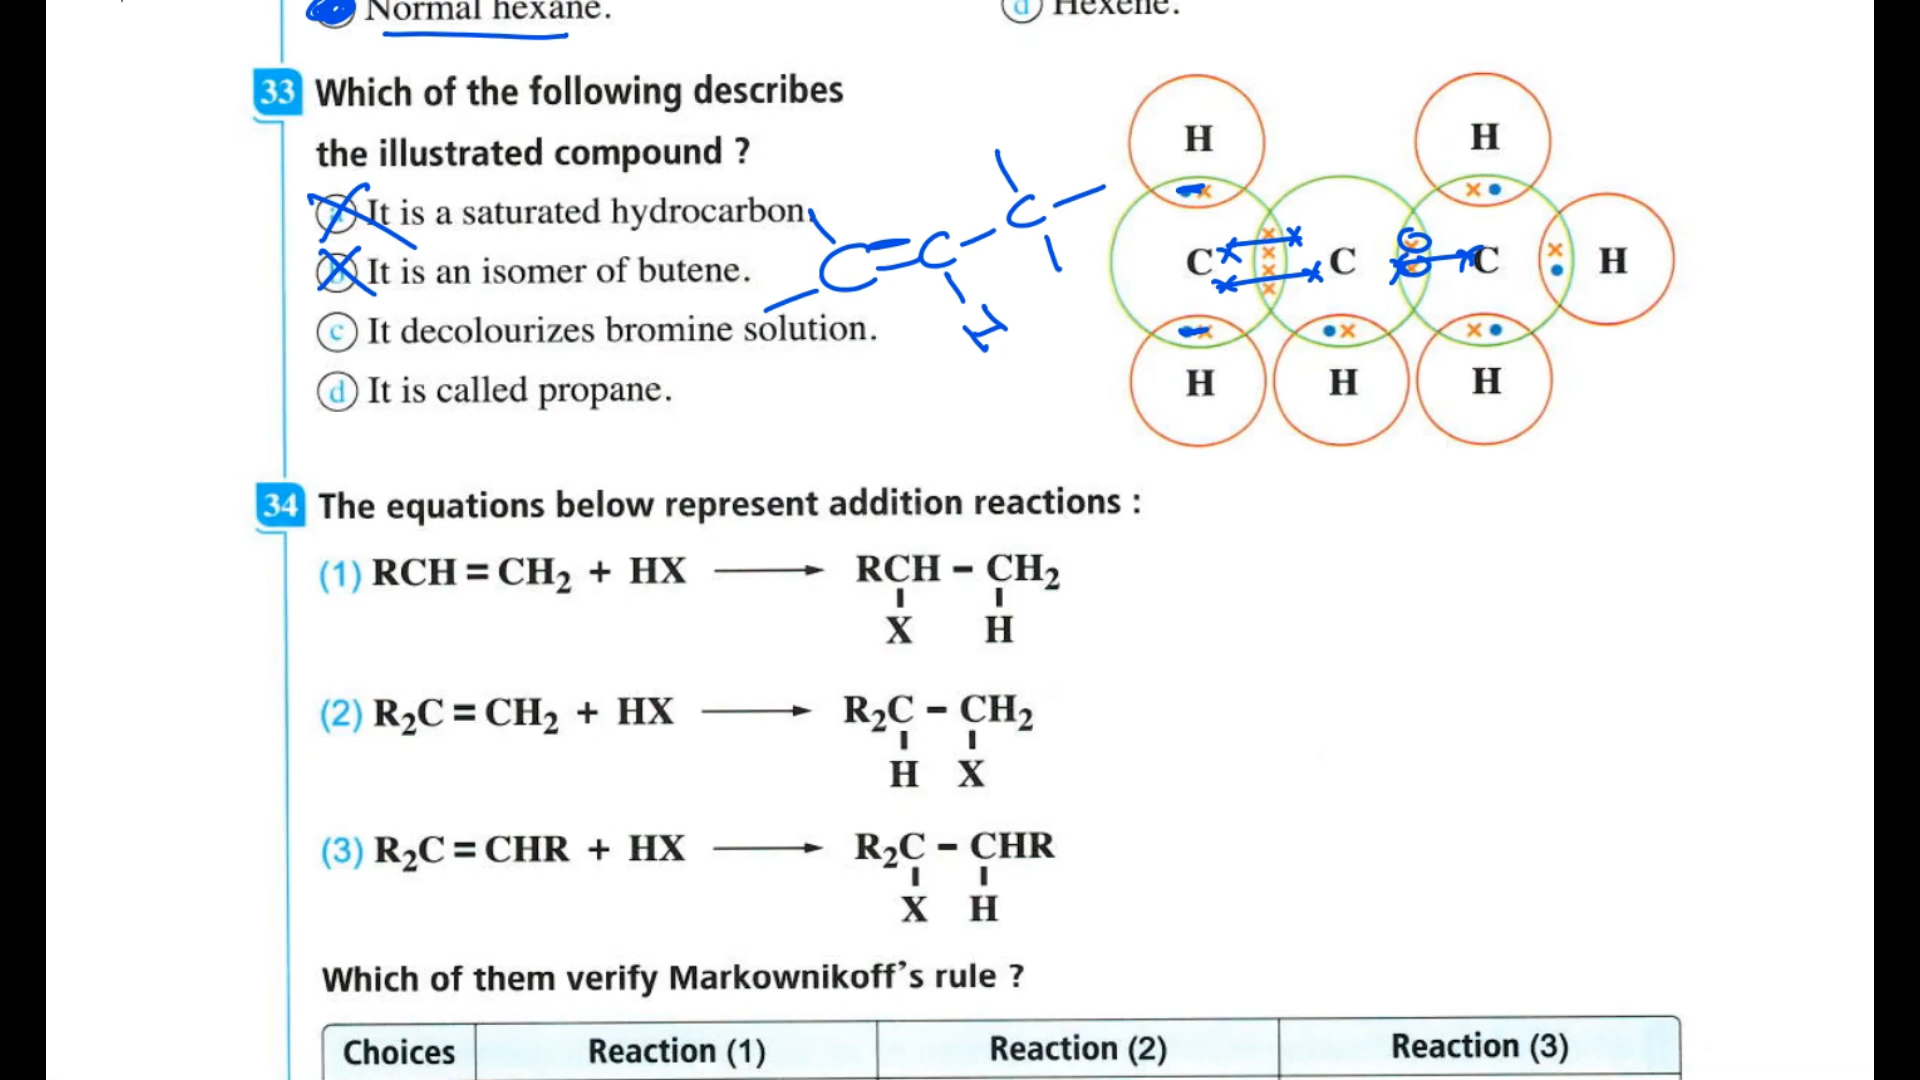 Normal hexane.
d Hexene.
33 Which of the following describes
the illustrated compound ?
a It is a saturated hydrocarbon.
b It is an isomer of butene.
c It decolourizes bromine solution.
d It is called propane.
C = C - C
H
H H
C C C H
H H H
34 The equations below represent addition reactions :
(1) RCH = CH₂ + HX ⟶ RCH – CH₂
X H
(2) R₂C = CH₂ + HX ⟶ R₂C – CH₂
H X
(3) R₂C = CHR + HX ⟶ R₂C – CHR
X H
Which of them verify Markownikoff's rule ?
Choices Reaction (1) Reaction (2) Reaction (3)